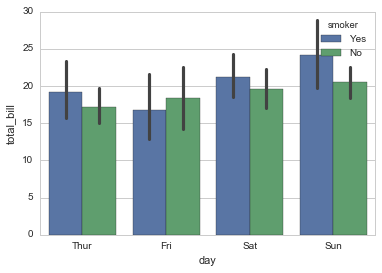 30
25
20
15
10
5
0
total_bill
smoker
Yes
No
Thur Fri Sat Sun
day